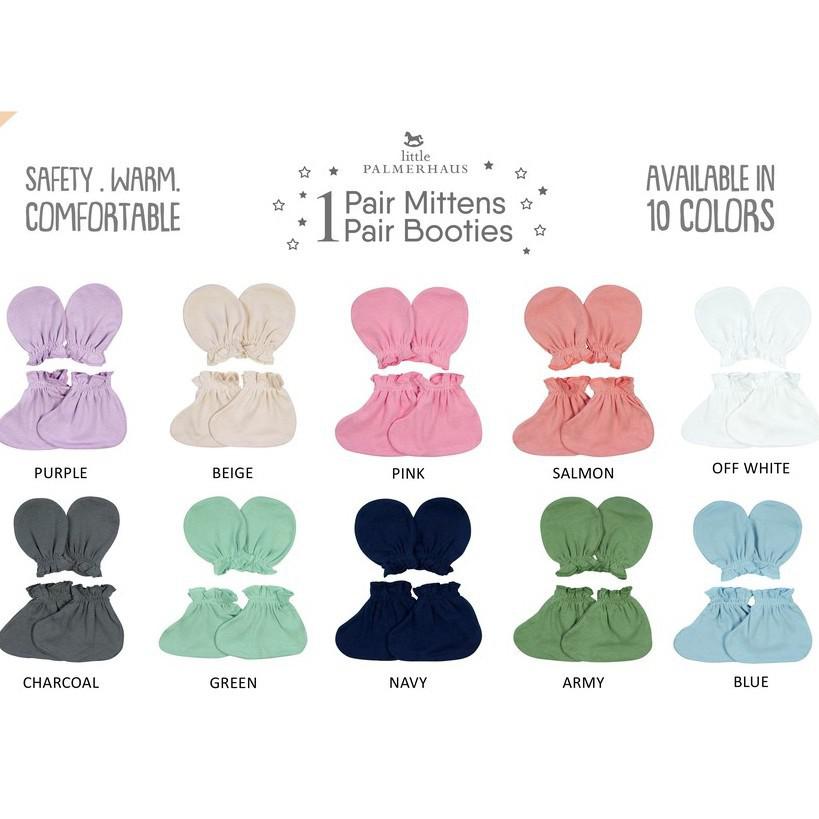 SAFETY . WARM.
COMFORTABLE
little
PALMERHAUS
1 Pair Mittens
Pair Booties
AVAILABLE IN
10 COLORS
PURPLE
BEIGE
PINK
SALMON
OFF WHITE
CHARCOAL
GREEN
NAVY
ARMY
BLUE